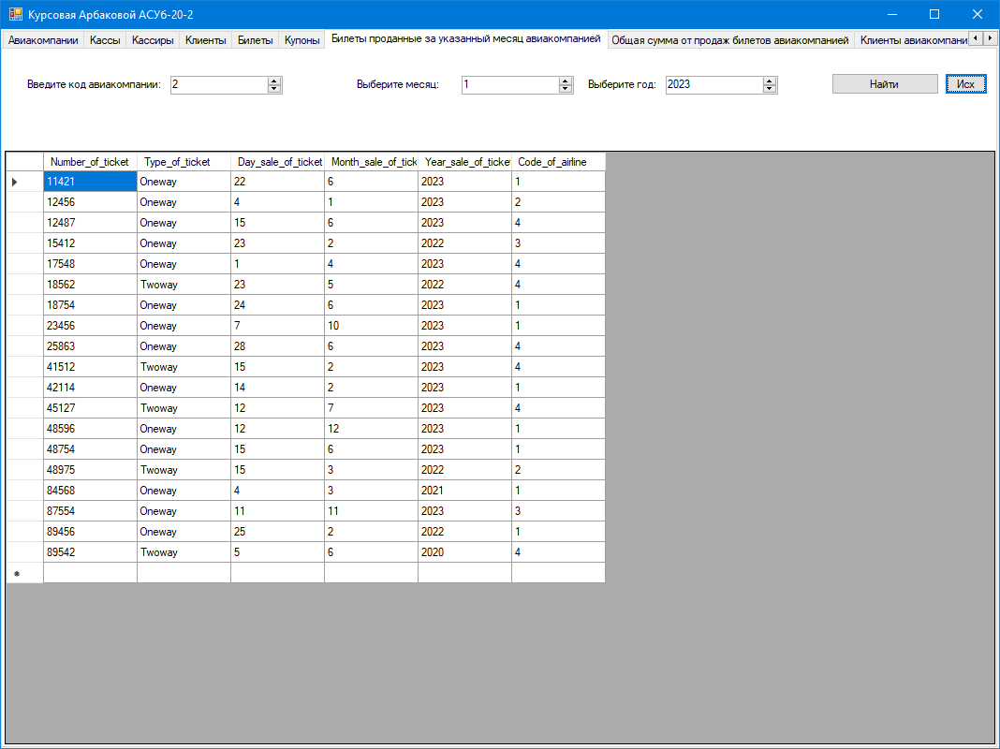 Курсовая Арбаковой АСУб-20-2
Авиакомпании Кассы Кассиры Клиенты Билеты Купоны Билеты проданные за указанный месяц авиакомпанией Общая сумма от продаж билетов авиакомпанией Клиенты авиакомпани
Введите код авиакомпании: 2 Выберите месяц: 1 Выберите год: 2023 Найти Исх
Number_of_ticket Type_of_ticket Day_sale_of_ticket Month_sale_of_tick Year_sale_of_ticket Code_of_airline
11421 Oneway 22 6 2023 1
12456 Oneway 4 1 2023 2
12487 Oneway 15 6 2023 4
15412 Oneway 23 2 2022 3
17548 Oneway 1 4 2023 4
18562 Twoway 23 5 2022 4
18754 Oneway 24 6 2023 1
23456 Oneway 7 10 2023 1
25863 Oneway 28 6 2023 4
41512 Twoway 15 2 2023 4
42114 Oneway 14 2 2023 1
45127 Twoway 12 7 2023 4
48596 Oneway 12 12 2023 1
48754 Oneway 15 6 2023 1
48975 Twoway 15 3 2022 2
84568 Oneway 4 3 2021 1
87554 Oneway 11 11 2023 3
89456 Oneway 25 2 2022 1
89542 Twoway 5 6 2020 4